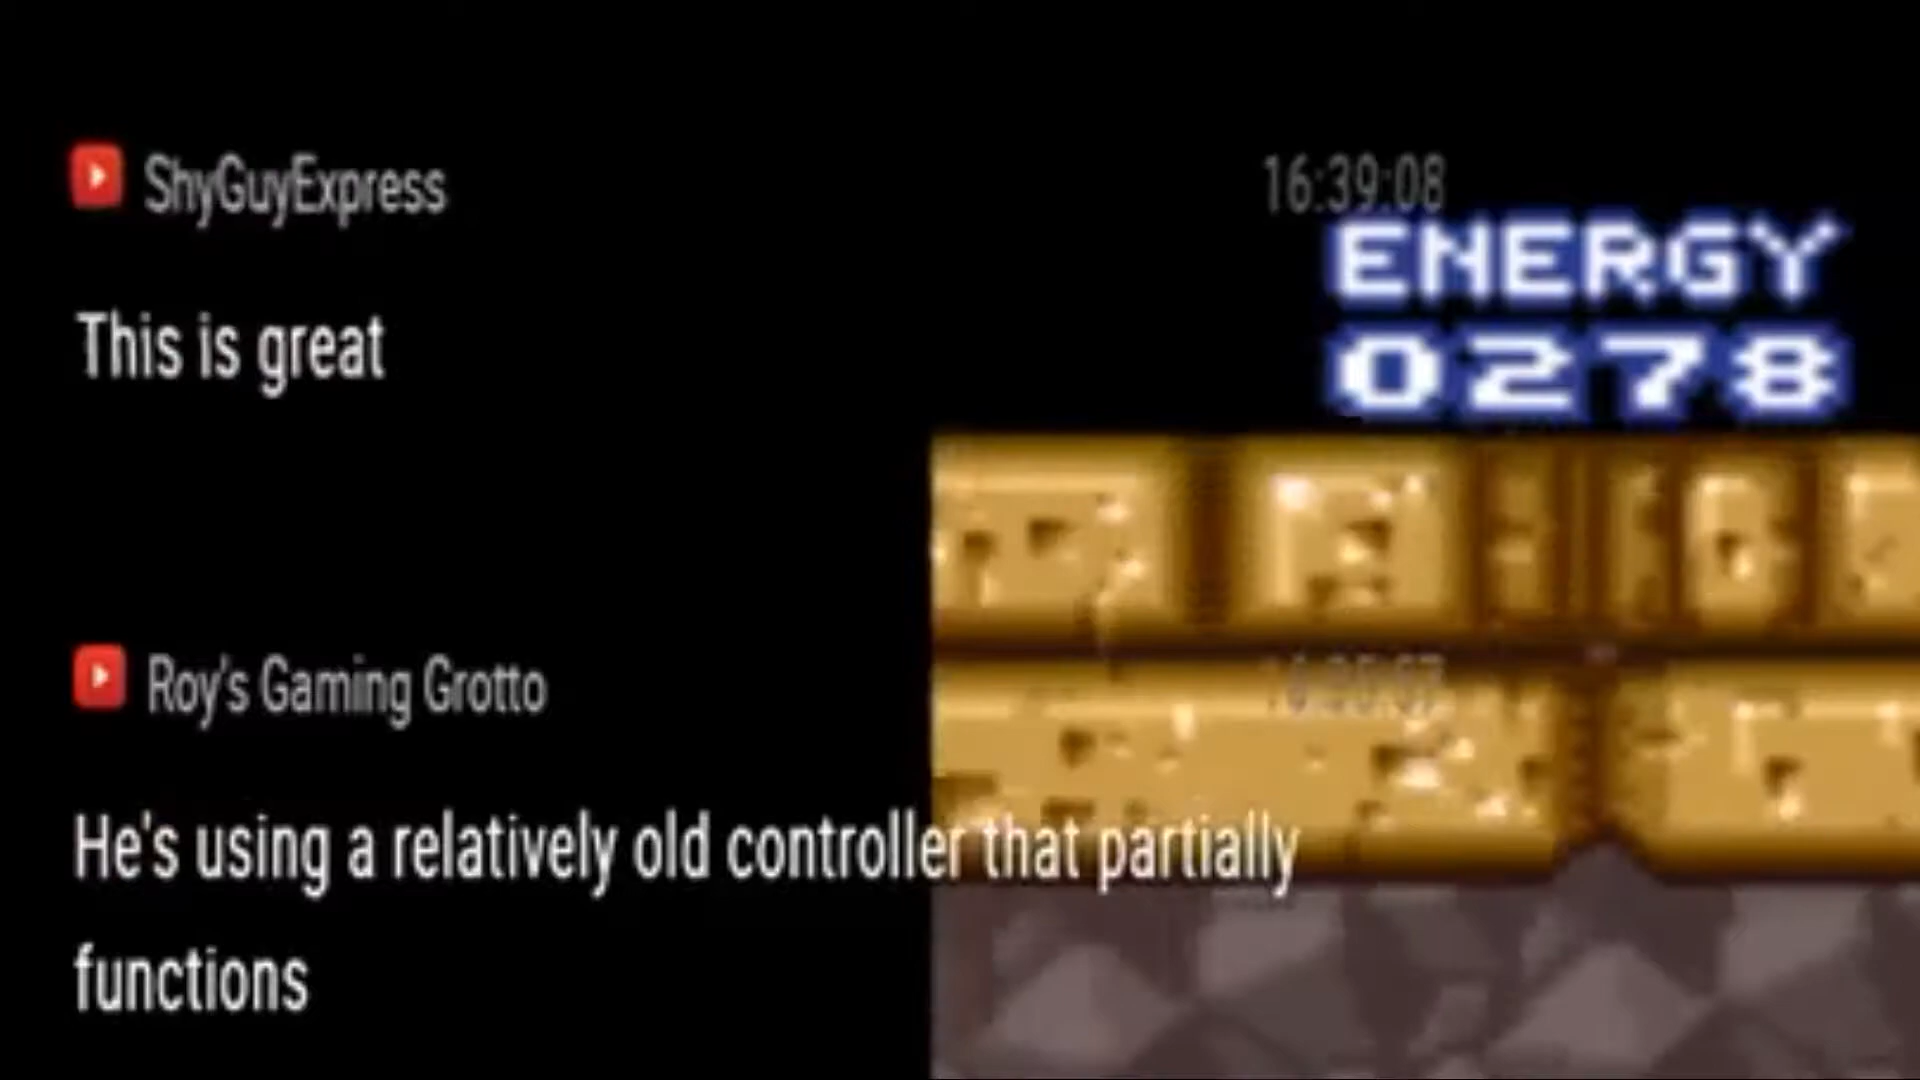 ShyGuyExpress 16:39:08
ENERGY
This is great
0278
Roy's Gaming Grotto
He's using a relatively old controller that partially
functions